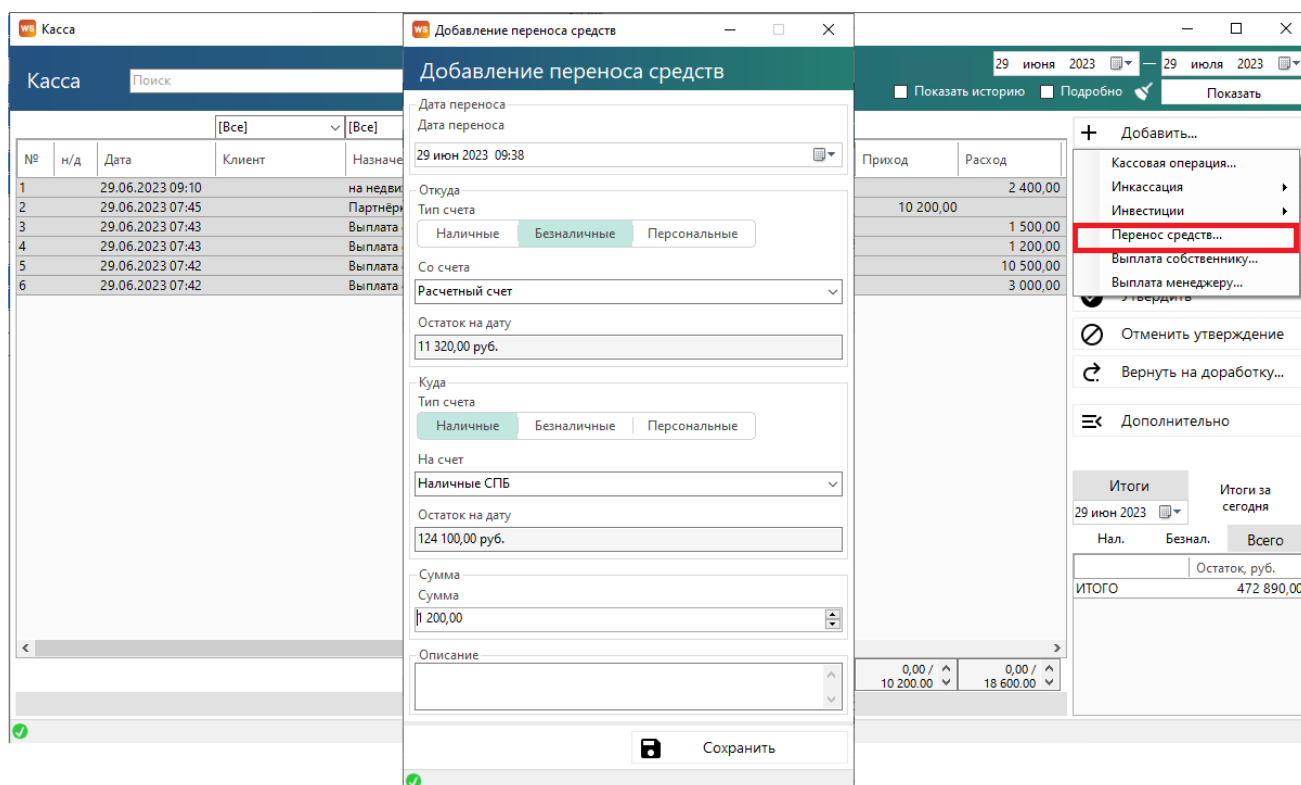 WS Касса
Касса
Поиск
29 июня 2023 — 29 июля 2023
Показать историю Подробно Показать
[Все] [Все]
№ н/д Дата Клиент Приход Расход
1 29.06.2023 09:10 2 400,00
2 29.06.2023 07:45 10 200,00
3 29.06.2023 07:43 Выплата 1 500,00
4 29.06.2023 07:43 Выплата 1 200,00
5 29.06.2023 07:42 Выплата 10 500,00
6 29.06.2023 07:42 Выплата 3 000,00
0,00 / 0,00 /
10 200.00 18 600.00
WS Добавление переноса средств
Добавление переноса средств
Дата переноса
Дата переноса
29 июн 2023 09:38
Откуда
Тип счета
Наличные Безналичные Персональные
Со счета
Расчетный счет
Остаток на дату
11 320,00 руб.
Куда
Тип счета
Наличные Безналичные Персональные
На счет
Наличные СПБ
Остаток на дату
124 100,00 руб.
Сумма
Сумма
1 200,00
Описание
Сохранить
Добавить...
Кассовая операция...
Инкассация
Инвестиции
Перенос средств...
Выплата собственнику...
Выплата менеджеру...
Утвердить
Отменить утверждение
Вернуть на доработку...
Дополнительно
Итоги
Итоги за
сегодня
29 июн 2023
Нал. Безнал. Всего
Остаток, руб.
ИТОГО 472 890,00